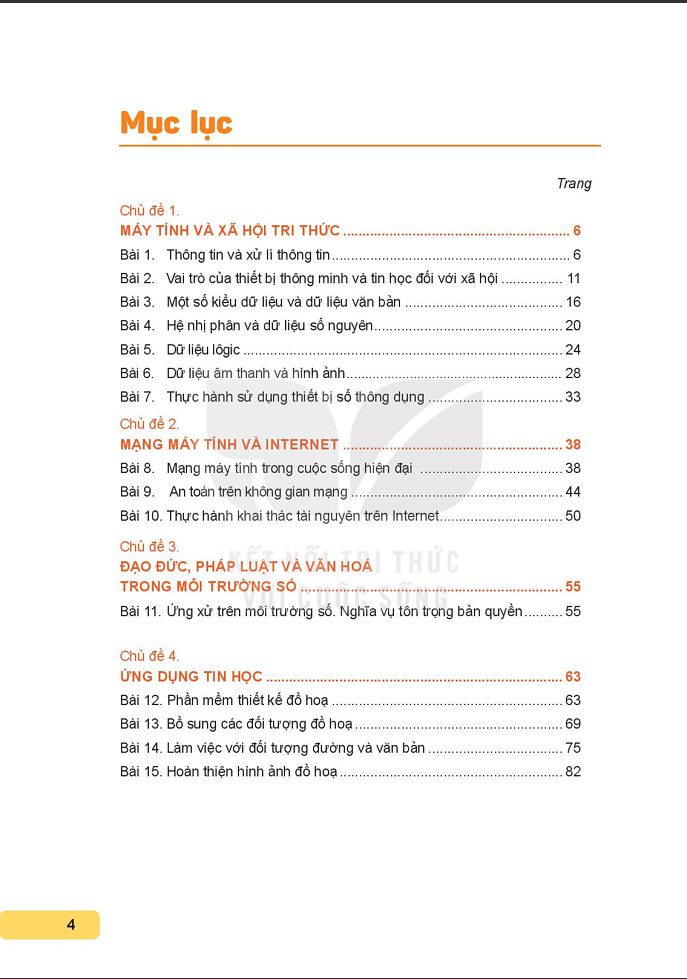 Mục lục
Trang
Chủ đề 1.
MÁY TÍNH VÀ XÃ HỘI TRI THỨC .......................................................... 6
Bài 1. Thông tin và xử lí thông tin............................................................. 6
Bài 2. Vai trò của thiết bị thông minh và tin học đối với xã hội ................ 11
Bài 3. Một số kiểu dữ liệu và dữ liệu văn bản ......................................... 16
Bài 4. Hệ nhị phân và dữ liệu số nguyên................................................. 20
Bài 5. Dữ liệu lôgic ................................................................................... 24
Bài 6. Dữ liệu âm thanh và hình ảnh........................................................ 28
Bài 7. Thực hành sử dụng thiết bị số thông dụng ................................... 33
Chủ đề 2.
MẠNG MÁY TÍNH VÀ INTERNET ......................................................... 38
Bài 8. Mạng máy tính trong cuộc sống hiện đại ..................................... 38
Bài 9. An toàn trên không gian mạng ....................................................... 44
Bài 10. Thực hành khai thác tài nguyên trên Internet................................ 50
Chủ đề 3.
ĐẠO ĐỨC, PHÁP LUẬT VÀ VĂN HOÁ
TRONG MÔI TRƯỜNG SỐ .................................................................... 55
Bài 11. Ứng xử trên môi trường số. Nghĩa vụ tôn trọng bản quyền.......... 55
KẾT NỐI TRI THỨC
VỚI CUỘC SỐNG
Chủ đề 4.
ỨNG DỤNG TIN HỌC ............................................................................. 63
Bài 12. Phần mềm thiết kế đồ hoạ ............................................................ 63
Bài 13. Bổ sung các đối tượng đồ hoạ...................................................... 69
Bài 14. Làm việc với đối tượng đường và văn bản ................................... 75
Bài 15. Hoàn thiện hình ảnh đồ hoạ.......................................................... 82
4